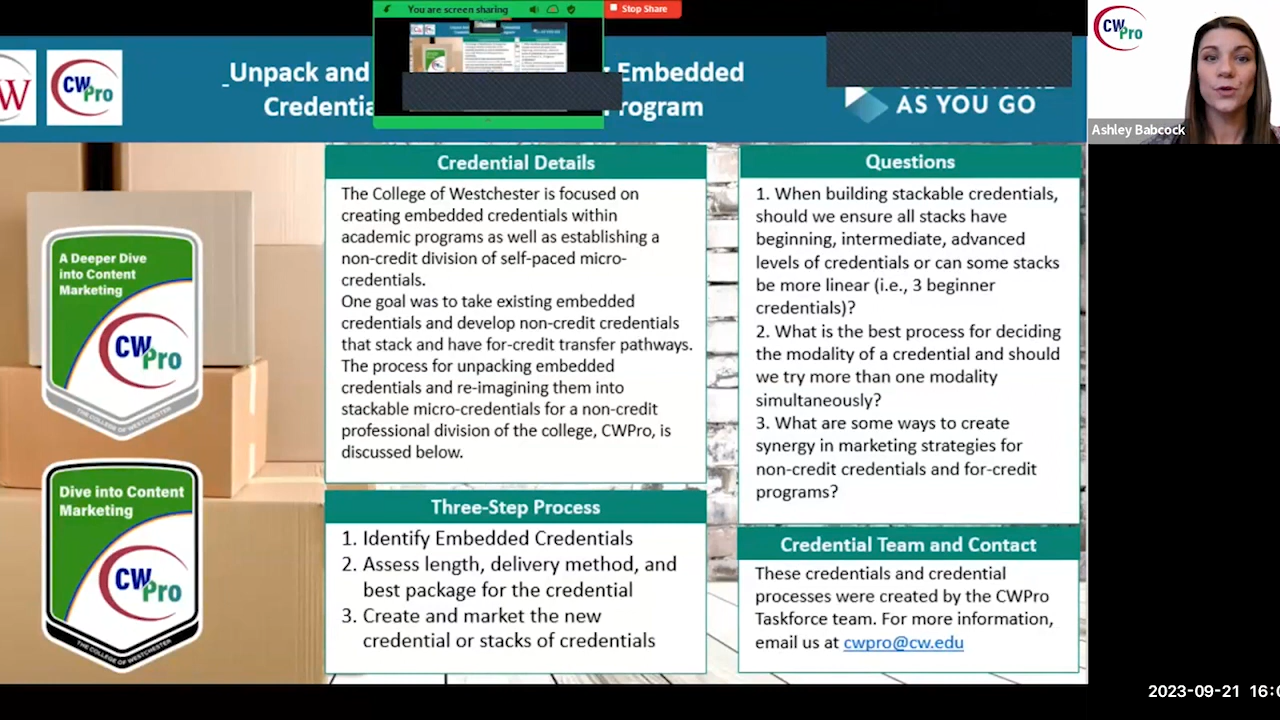 You are screen sharing
Stop Share
W
CW
Pro
Unpack and
Embedded
Program
AS YOU GO
CW
Pro
Ashley Babcock
Credential Details
The College of Westchester is focused on
creating embedded credentials within
academic programs as well as establishing a
non-credit division of self-paced micro-
credentials.
One goal was to take existing embedded
credentials and develop non-credit credentials
that stack and have for-credit transfer pathways.
The process for unpacking embedded
credentials and re-imagining them into
stackable micro-credentials for a non-credit
professional division of the college, CWPro, is
discussed below.
Three-Step Process
1. Identify Embedded Credentials
2. Assess length, delivery method, and
best package for the credential
3. Create and market the new
credential or stacks of credentials
Questions
1. When building stackable credentials,
should we ensure all stacks have
beginning, intermediate, advanced
levels of credentials or can some stacks
be more linear (i.e., 3 beginner
credentials)?
2. What is the best process for deciding
the modality of a credential and should
we try more than one modality
simultaneously?
3. What are some ways to create
synergy in marketing strategies for
non-credit credentials and for-credit
programs?
Credential Team and Contact
These credentials and credential
processes were created by the CWPro
Taskforce team. For more information,
email us at cwpro@cw.edu
A Deeper Dive
into Content
Marketing
CW
Pro
THE COLLEGE OF WESTCHESTER
Dive into Content
Marketing
CW
Pro
THE COLLEGE OF WESTCHESTER
2023-09-21